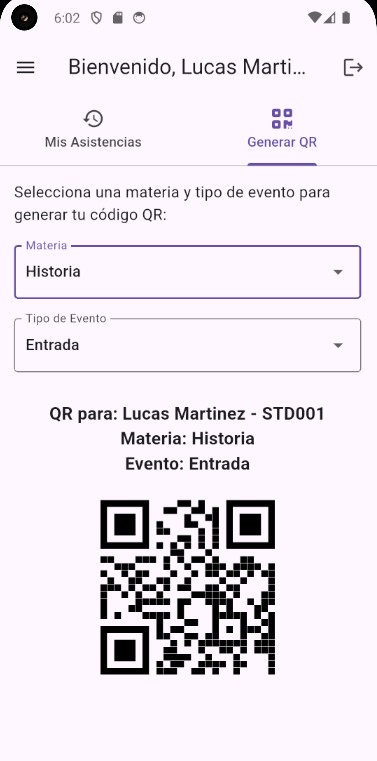 6:02
Bienvenido, Lucas Marti...
Mis Asistencias
Generar QR
Selecciona una materia y tipo de evento para
generar tu código QR:
Materia
Historia
Tipo de Evento
Entrada
QR para: Lucas Martinez - STD001
Materia: Historia
Evento: Entrada